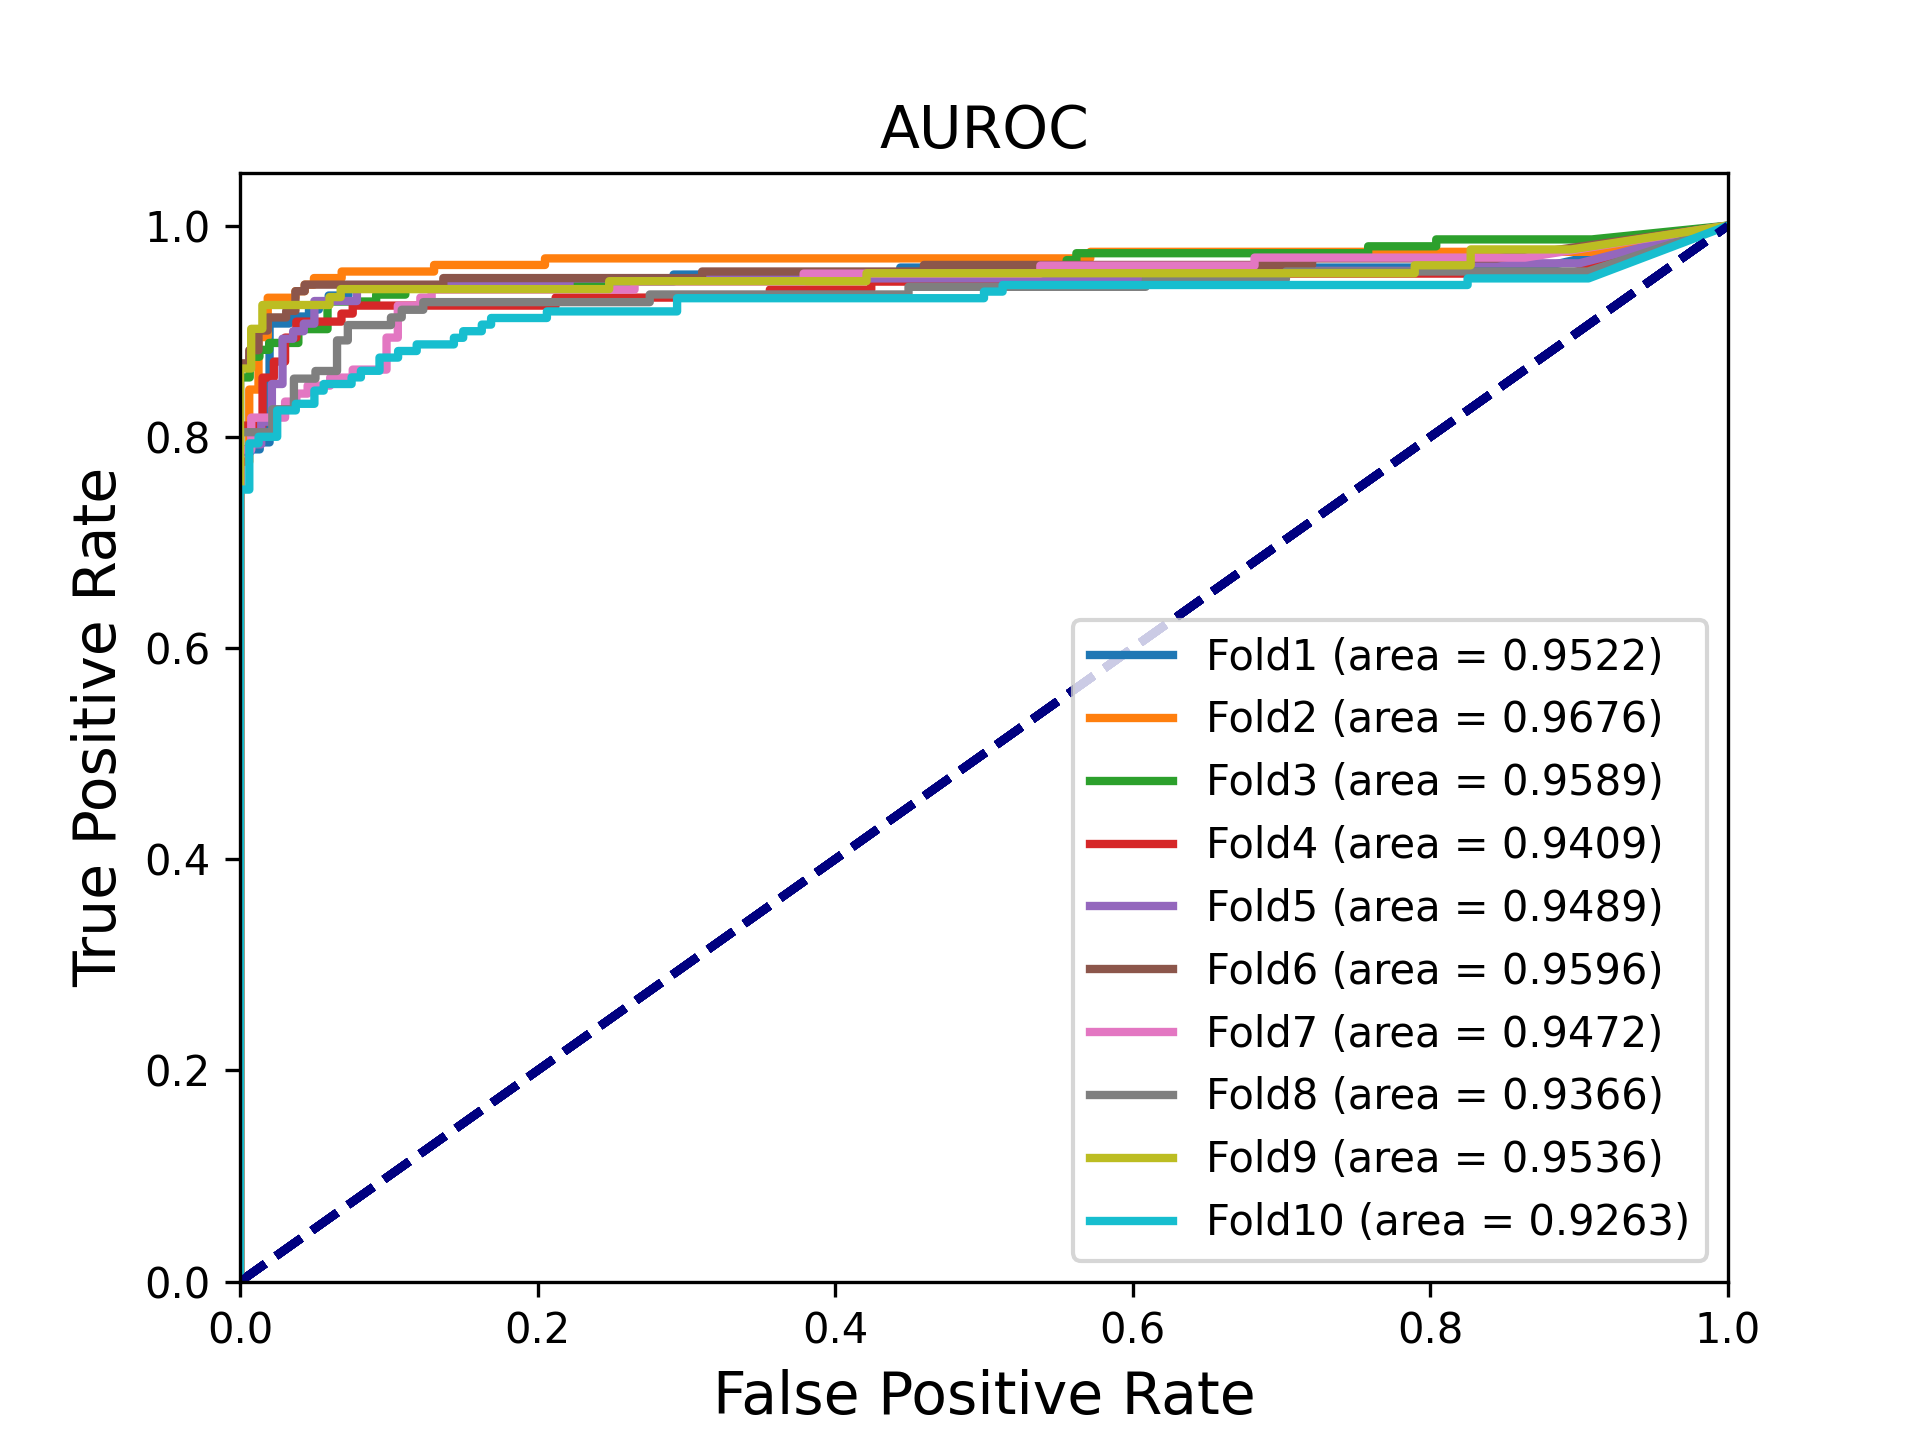 AUROC
True Positive Rate
1.0
0.8
0.6
0.4
0.2
0.0
Fold1 (area = 0.9522)
Fold2 (area = 0.9676)
Fold3 (area = 0.9589)
Fold4 (area = 0.9409)
Fold5 (area = 0.9489)
Fold6 (area = 0.9596)
Fold7 (area = 0.9472)
Fold8 (area = 0.9366)
Fold9 (area = 0.9536)
Fold10 (area = 0.9263)
0.0 0.2 0.4 0.6 0.8 1.0
False Positive Rate